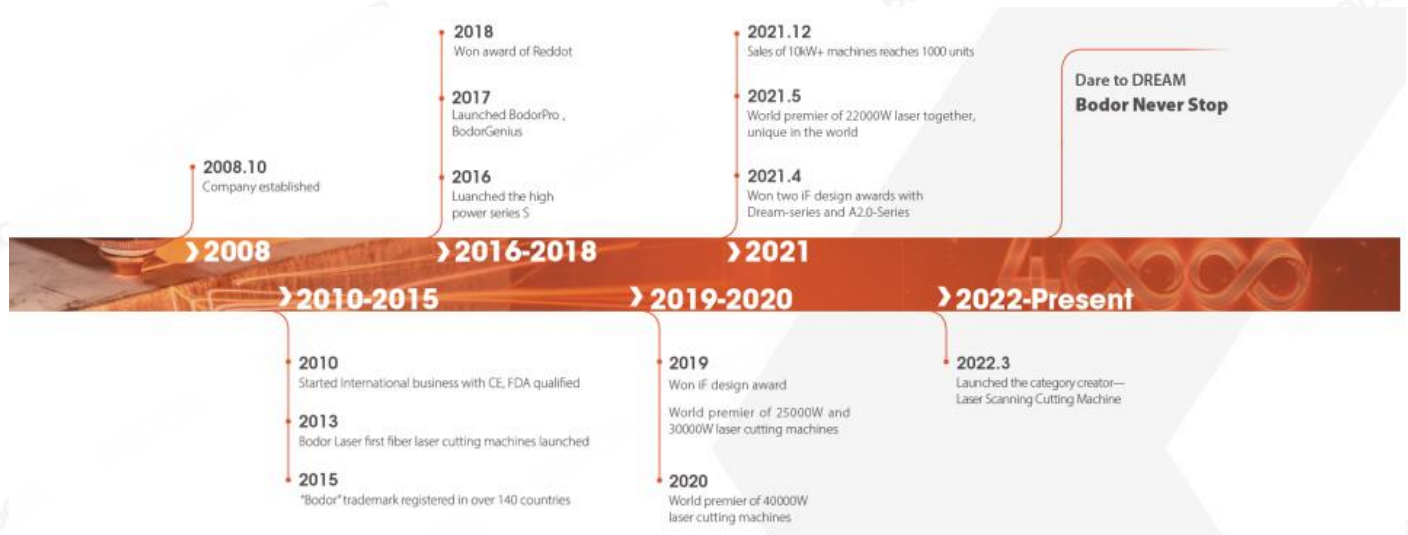 2018
Won award of Reddot
2017
Launched BodorPro ,
BodorGenius
2016
Luanched the high
power series S
2008.10
Company established
2021.12
Sales of 10kW+ machines reaches 1000 units
2021.5
World premier of 22000W laser together,
unique in the world
2021.4
Won two iF design awards with
Dream-series and A2.0-Series
Dare to DREAM
Bodor Never Stop
❯2008
❯2016-2018
❯2021
❯2010-2015
❯2019-2020
❯2022-Present
2010
Started International business with CE, FDA qualified
2013
Bodor Laser first fiber laser cutting machines launched
2015
"Bodor" trademark registered in over 140 countries
2019
Won iF design award
World premier of 25000W and
30000W laser cutting machines
2020
World premier of 40000W
laser cutting machines
2022.3
Launched the category creator—
Laser Scanning Cutting Machine